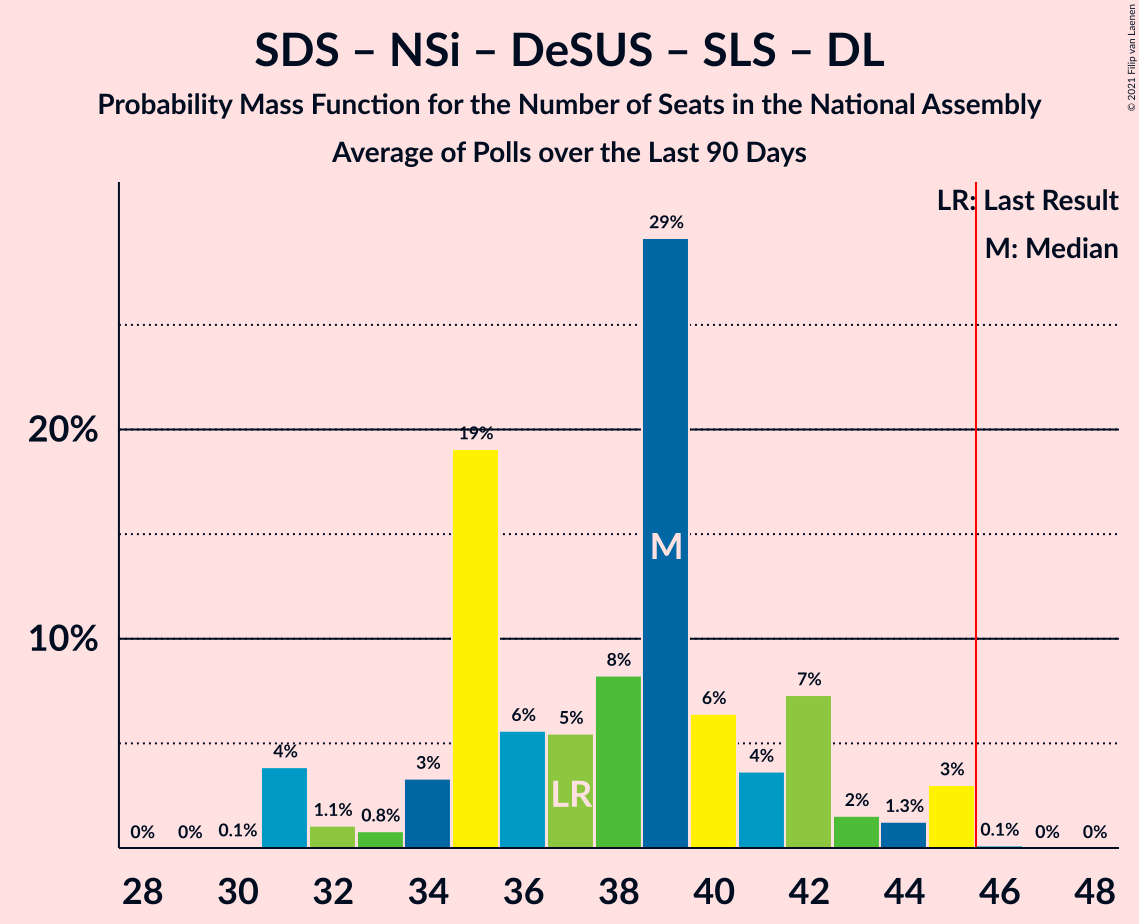 SDS – NSi – DeSUS – SLS – DL
Probability Mass Function for the Number of Seats in the National Assembly
Average of Polls over the Last 90 Days
© 2021 Filip van Laenen
LR: Last Result
M: Median
20%
10%
0%
0%
0.1%
4%
1.1%
0.8%
3%
19%
6%
5%
8%
29%
6%
4%
7%
2%
1.3%
3%
0.1%
0%
0%
LR
M
28 30 32 34 36 38 40 42 44 46 48